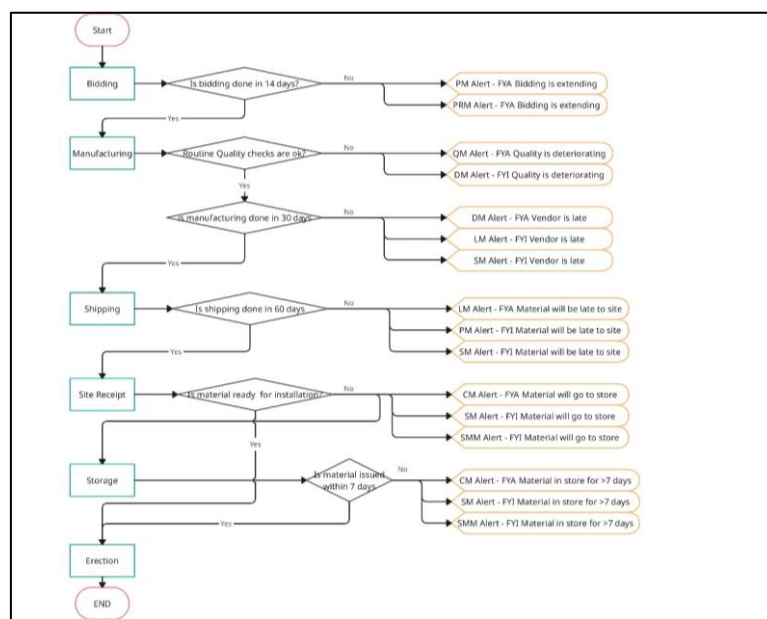 Start
Bidding
Is bidding done in 14 days?
No
PM Alert - FYA Bidding is extending
PRM Alert - FYA Bidding is extending
Yes
Manufacturing
Routine Quality checks are ok?
No
QM Alert - FYA Quality is deteriorating
DM Alert - FYI Quality is deteriorating
Yes
Is manufacturing done in 30 days
No
DM Alert - FYA Vendor is late
LM Alert - FYI Vendor is late
SM Alert - FYI Vendor is late
Yes
Shipping
Is shipping done in 60 days
No
LM Alert - FYA Material will be late to site
PM Alert - FYI Material will be late to site
SM Alert - FYI Material will be late to site
Yes
Site Receipt
Is material ready for installation?
No
CM Alert - FYA Material will go to store
SM Alert - FYI Material will go to store
SMM Alert - FYI Material will go to store
Yes
Storage
Is material issued
within 7 days
No
CM Alert - FYA Material in store for >7 days
SM Alert - FYI Material in store for >7 days
SMM Alert - FYI Material in store for >7 days
Yes
Erection
END